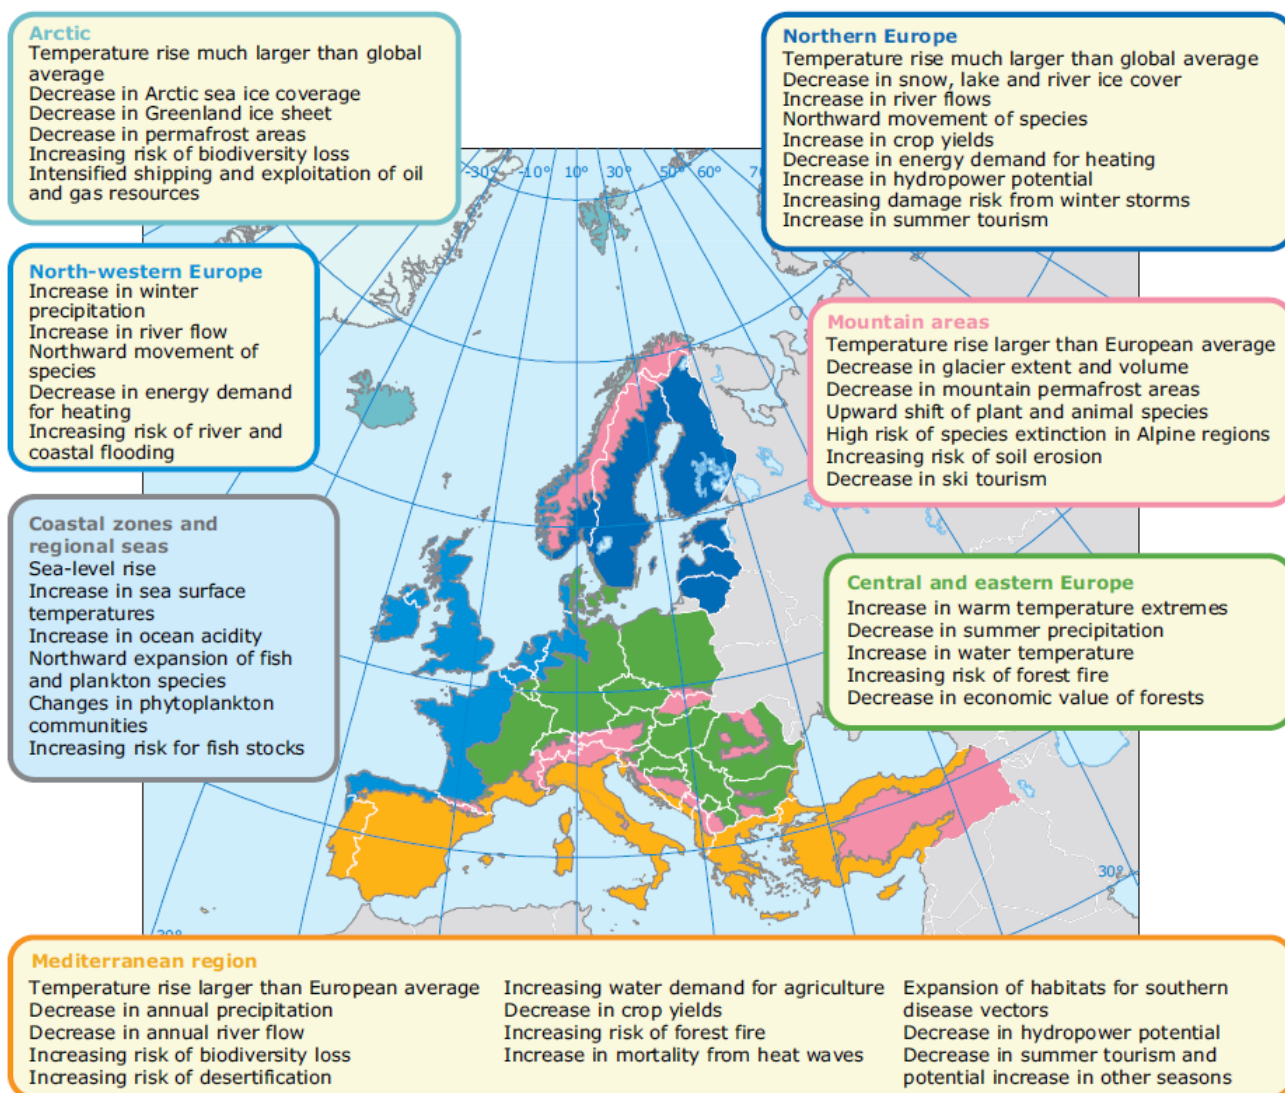 Arctic
Temperature rise much larger than global
average
Decrease in Arctic sea ice coverage
Decrease in Greenland ice sheet
Decrease in permafrost areas
Increasing risk of biodiversity loss
Intensified shipping and exploitation of oil
and gas resources
Northern Europe
Temperature rise much larger than global average
Decrease in snow, lake and river ice cover
Increase in river flows
Northward movement of species
Increase in crop yields
Decrease in energy demand for heating
Increase in hydropower potential
Increasing damage risk from winter storms
Increase in summer tourism
-30° -10° 10° 30° 50° 60°
North-western Europe
Increase in winter
precipitation
Increase in river flow
Northward movement of
species
Decrease in energy demand
for heating
Increasing risk of river and
coastal flooding
Mountain areas
Temperature rise larger than European average
Decrease in glacier extent and volume
Decrease in mountain permafrost areas
Upward shift of plant and animal species
High risk of species extinction in Alpine regions
Increasing risk of soil erosion
Decrease in ski tourism
Coastal zones and
regional seas
Sea-level rise
Increase in sea surface
temperatures
Increase in ocean acidity
Northward expansion of fish
and plankton species
Changes in phytoplankton
communities
Increasing risk for fish stocks
Central and eastern Europe
Increase in warm temperature extremes
Decrease in summer precipitation
Increase in water temperature
Increasing risk of forest fire
Decrease in economic value of forests
30°
Mediterranean region
Temperature rise larger than European average
Decrease in annual precipitation
Decrease in annual river flow
Increasing risk of biodiversity loss
Increasing risk of desertification
Increasing water demand for agriculture
Decrease in crop yields
Increasing risk of forest fire
Increase in mortality from heat waves
Expansion of habitats for southern
disease vectors
Decrease in hydropower potential
Decrease in summer tourism and
potential increase in other seasons